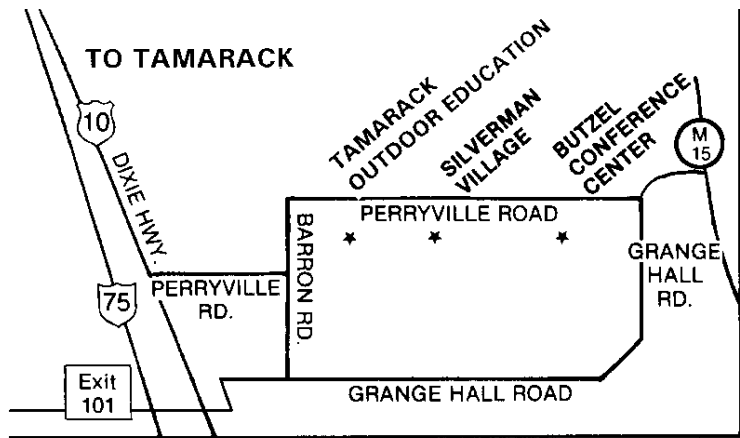 TO TAMARACK
10
DIXIE HWY.
75
Exit
101
TAMARACK
OUTDOOR EDUCATION
SILVERMAN
VILLAGE
BUTZEL
CONFERENCE
CENTER
M
15
PERRYVILLE ROAD
BARRON RD.
PERRYVILLE
RD.
GRANGE
HALL
RD.
GRANGE HALL ROAD